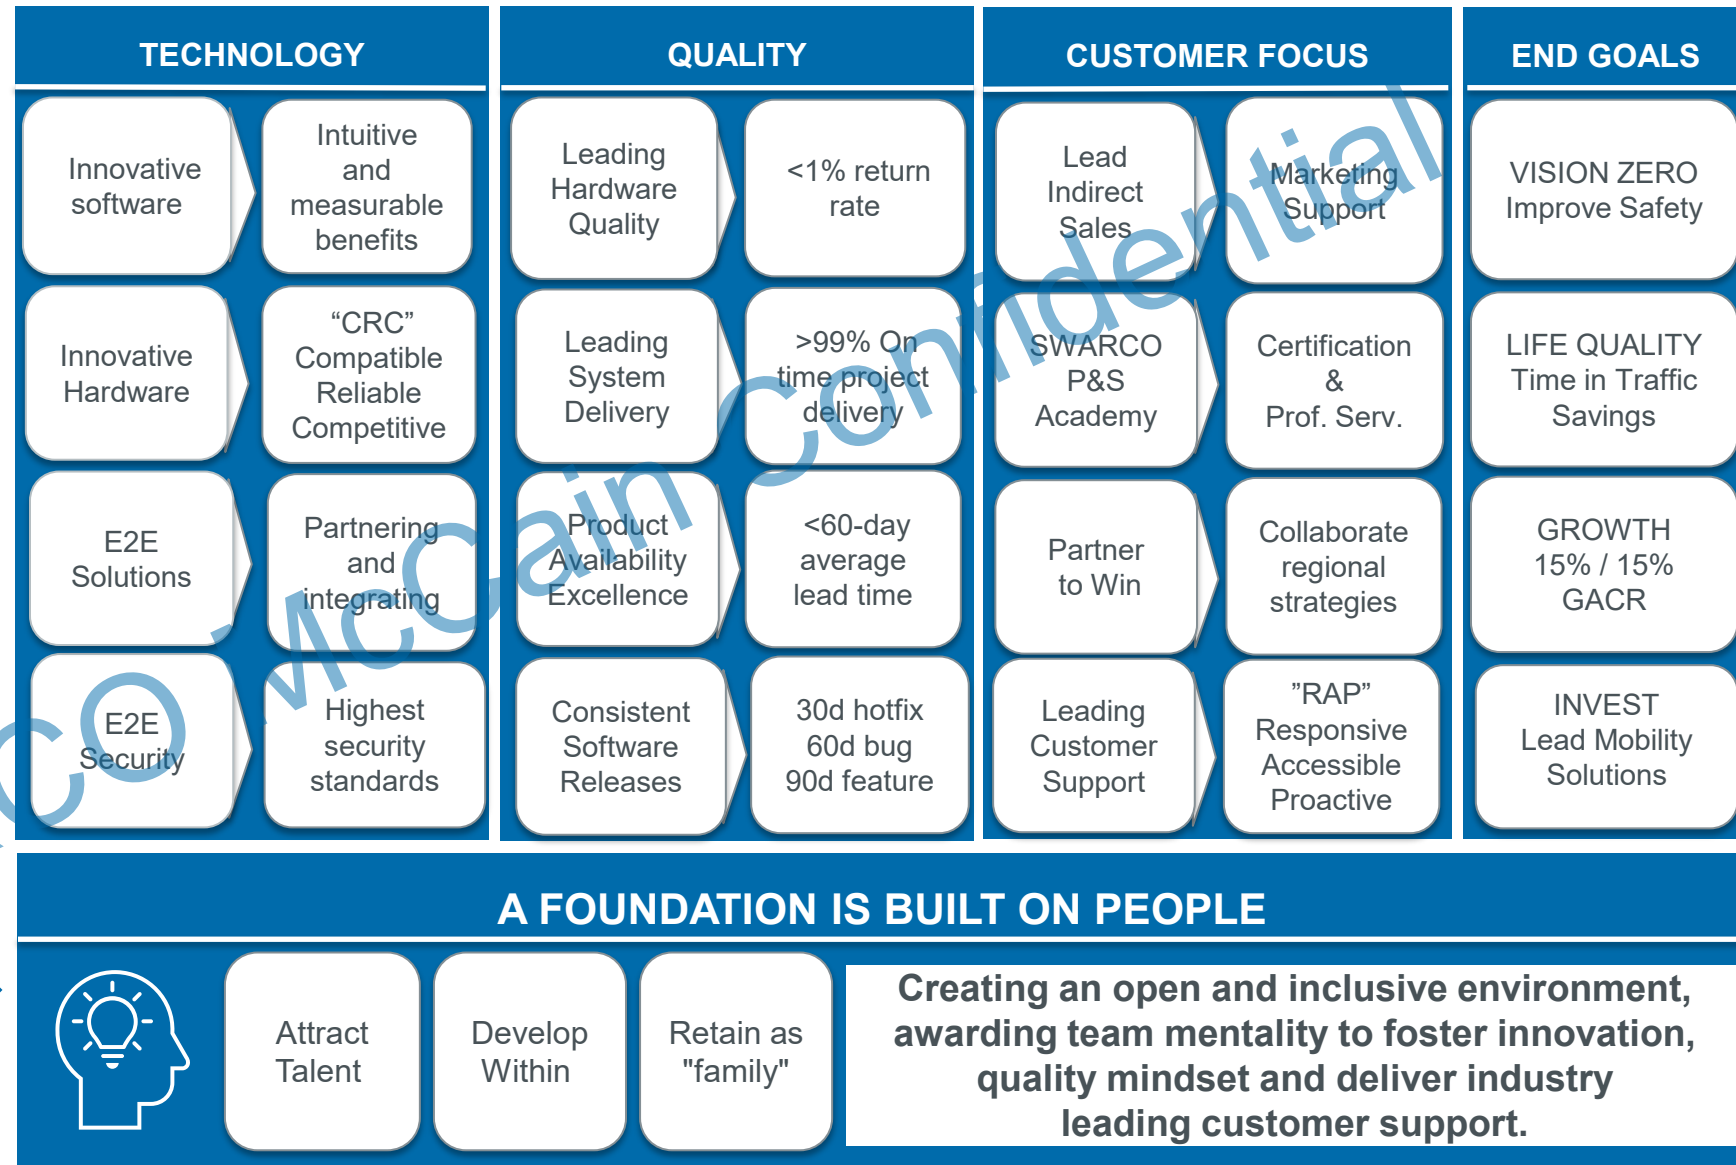 TECHNOLOGY
Innovative
software
Intuitive
and
measurable
benefits
Innovative
Hardware
“CRC”
Compatible
Reliable
Competitive
E2E
Solutions
Partnering
and
integrating
E2E
Security
Highest
security
standards
QUALITY
Leading
Hardware
Quality
<1% return
rate
Leading
System
Delivery
>99% On
time project
delivery
Product
Availability
Excellence
<60-day
average
lead time
Consistent
Software
Releases
30d hotfix
60d bug
90d feature
CUSTOMER FOCUS
Lead
Indirect
Sales
Marketing
Support
SWARCO
P&S
Academy
Certification
&
Prof. Serv.
Partner
to Win
Collaborate
regional
strategies
Leading
Customer
Support
”RAP”
Responsive
Accessible
Proactive
END GOALS
VISION ZERO
Improve Safety
LIFE QUALITY
Time in Traffic
Savings
GROWTH
15% / 15%
GACR
INVEST
Lead Mobility
Solutions
CO McCain Confidential
A FOUNDATION IS BUILT ON PEOPLE
Attract
Talent
Develop
Within
Retain as
"family"
Creating an open and inclusive environment,
awarding team mentality to foster innovation,
quality mindset and deliver industry
leading customer support.